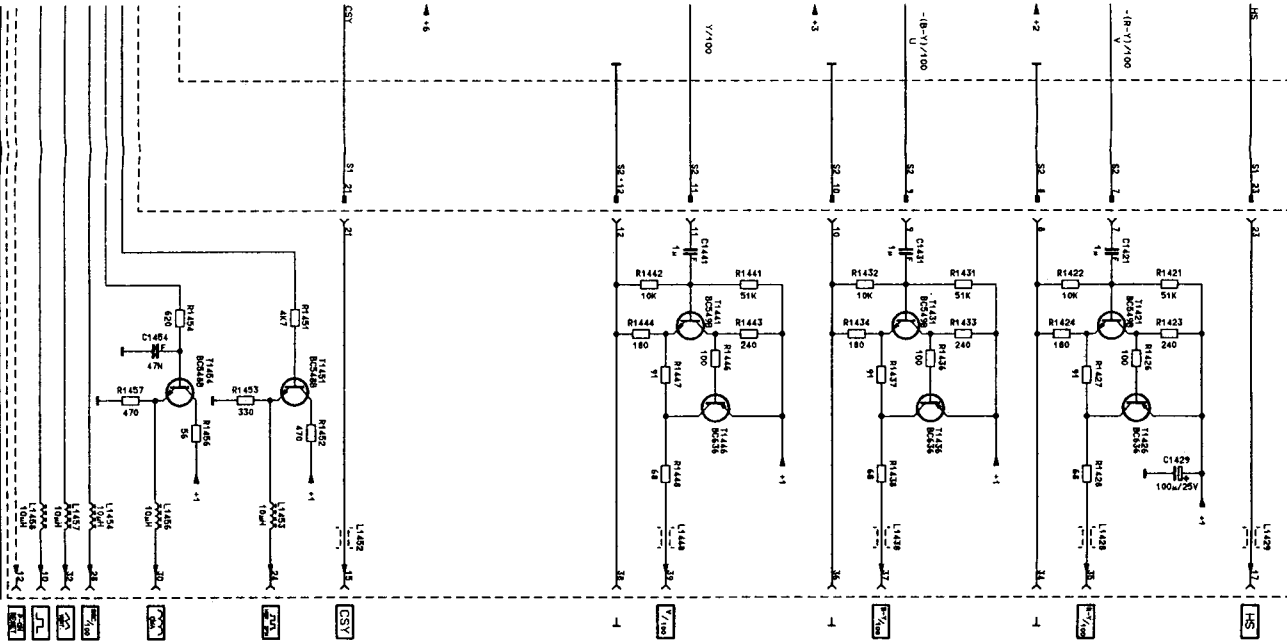 CSY
+6
Y/100
+3
-(B-Y)/100
U
+2
-(R-Y)/100
V
HS
S1 21
S2 12
S2 11
S2 10
S2 9
S2 8
S2 7
S1 23
21
12
11
10
9
8
7
23
C1441
1µ
C1431
1µ
C1421
1µ
R1442
10K
R1441
51K
R1432
10K
R1431
51K
R1422
10K
R1421
51K
T1441
BC549B
T1431
BC549B
T1421
BC549B
R1444
180
R1443
240
R1434
180
R1433
240
R1424
180
R1423
240
R1454
620
R1451
4K7
C1454
47N
T1454
BC548B
T1451
BC548B
R1446
100
R1436
100
R1426
100
R1447
91
R1437
91
R1427
91
R1457
470
R1453
330
R1456
56
R1452
470
T1446
BC636
T1436
BC636
T1426
BC636
C1429
100µ/25V
R1448
68
R1438
68
R1428
68
+1
+1
+1
+1
+1
L1458
10µH
L1457
10µH
L1454
10µH
L1456
10µH
L1453
10µH
L1452
L1448
L1438
L1428
L1429
12
10
32
28
30
24
15
38
39
36
37
34
35
17
CSY
Y/100
B-Y/100
R-Y/100
HS